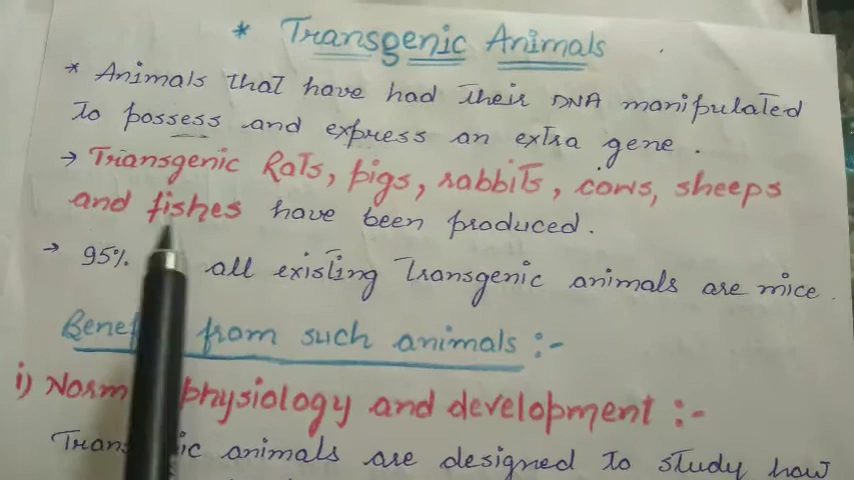 * Transgenic Animals
* Animals that have had their DNA manipulated
to possess and express an extra gene .
→ Transgenic Rats, pigs, rabbits, cows, sheeps
and fishes have been produced.
→ 95% all existing transgenic animals are mice .
from such animals :-
i) physiology and development :-
animals are designed to study how